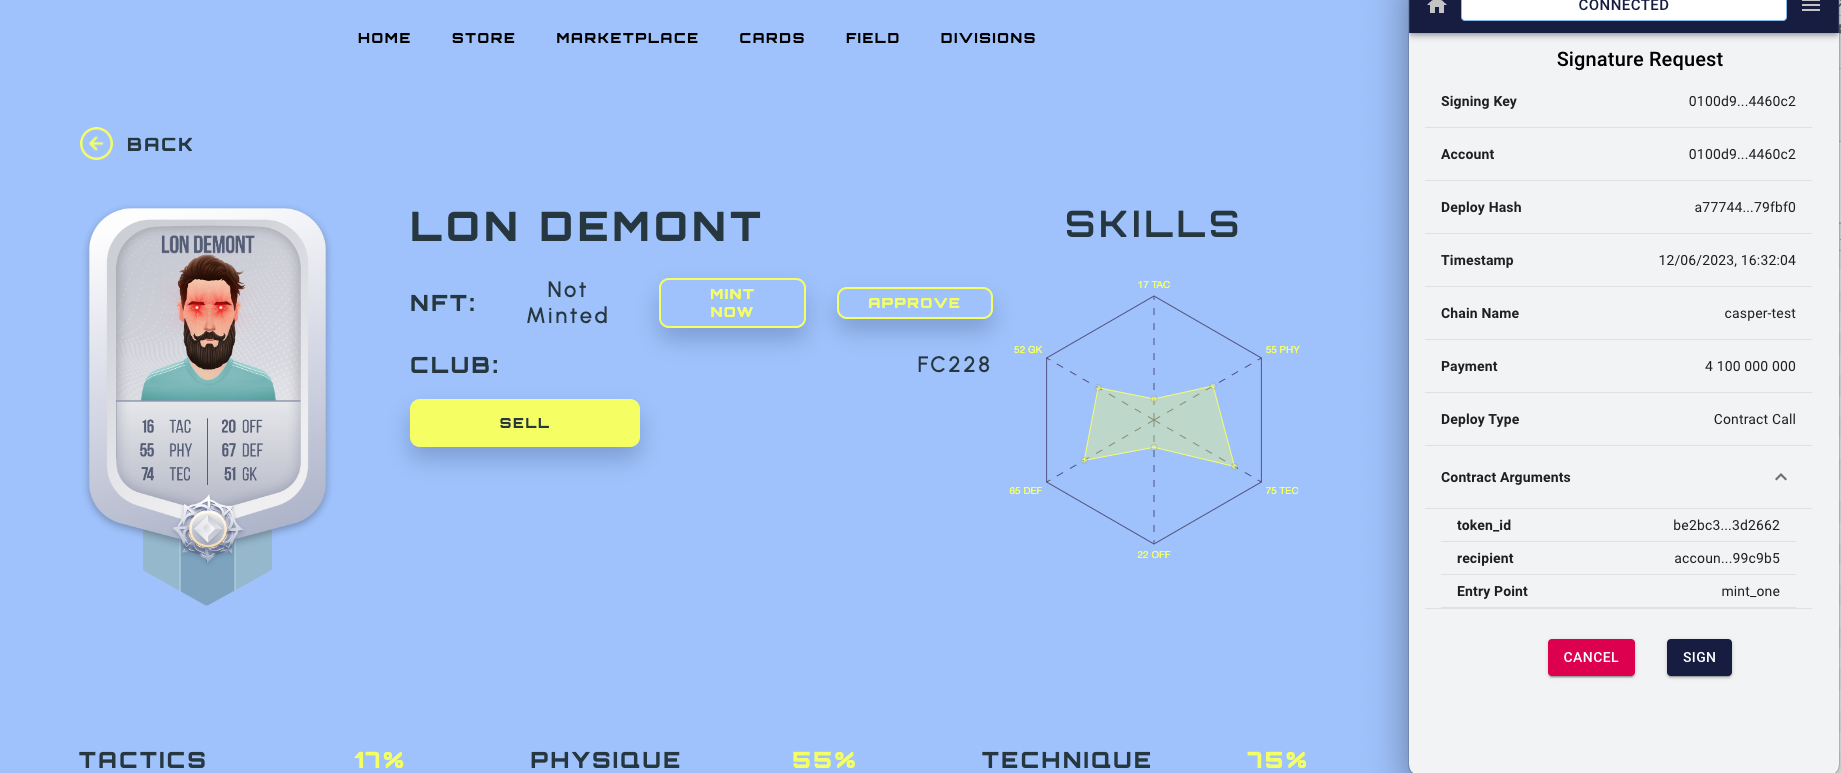 HOME STORE MARKETPLACE CARDS FIELD DIVISIONS
BACK
LON DEMONT
16 TAC 20 OFF
55 PHY 67 DEF
74 TEC 51 GK
LON DEMONT
NFT: Not Minted MINT NOW APPROVE
CLUB: FC228
SELL
SKILLS
17 TAC
52 GK 55 PHY
65 DEF 75 TEC
22 OFF
TACTICS 17% PHYSIQUE 55% TECHNIQUE 75%
CONNECTED
Signature Request
Signing Key 0100d9...4460c2
Account 0100d9...4460c2
Deploy Hash a77744...79fbf0
Timestamp 12/06/2023, 16:32:04
Chain Name casper-test
Payment 4 100 000 000
Deploy Type Contract Call
Contract Arguments
token_id be2bc3...3d2662
recipient accoun...99c9b5
Entry Point mint_one
CANCEL SIGN